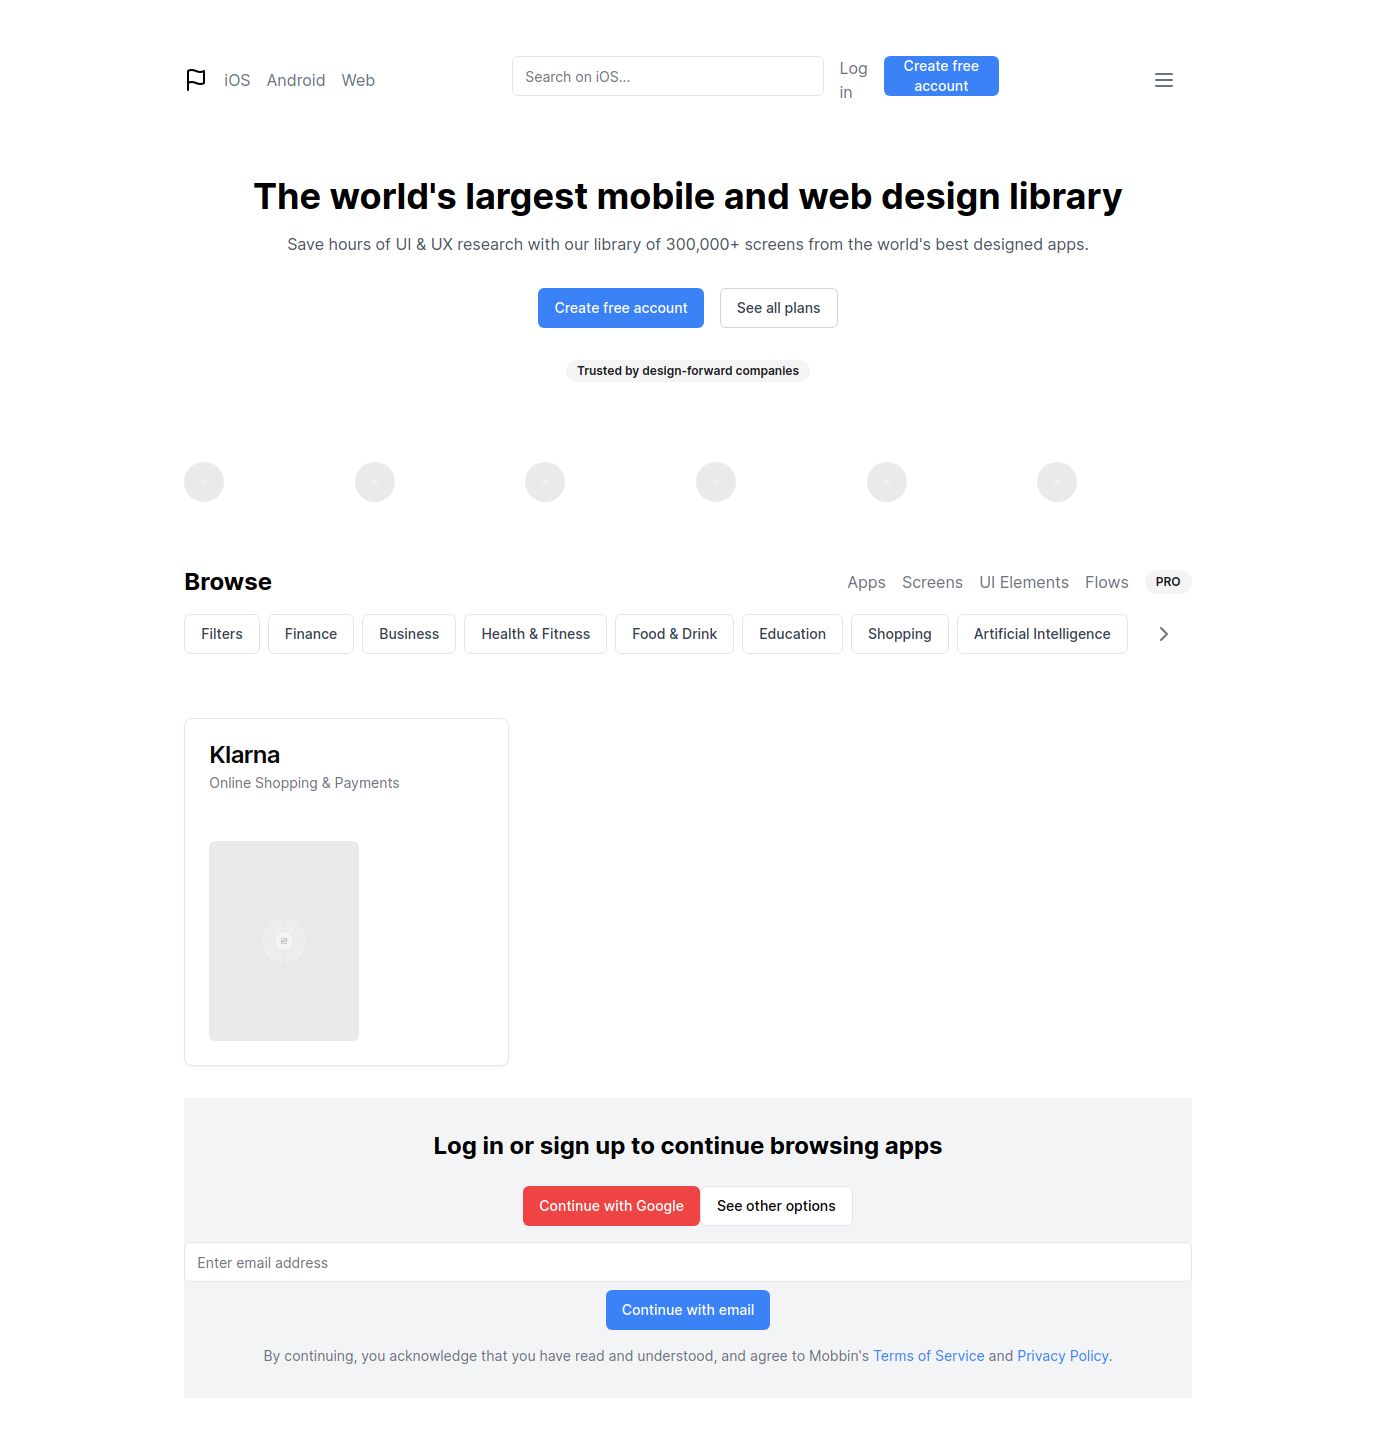 iOS Android Web
Search on iOS...
Log in
Create free account
The world's largest mobile and web design library
Save hours of UI & UX research with our library of 300,000+ screens from the world's best designed apps.
Create free account
See all plans
Trusted by design-forward companies
Browse
Apps Screens UI Elements Flows PRO
Filters Finance Business Health & Fitness Food & Drink Education Shopping Artificial Intelligence
Klarna
Online Shopping & Payments
Log in or sign up to continue browsing apps
Continue with Google See other options
Enter email address
Continue with email
By continuing, you acknowledge that you have read and understood, and agree to Mobbin's Terms of Service and Privacy Policy.